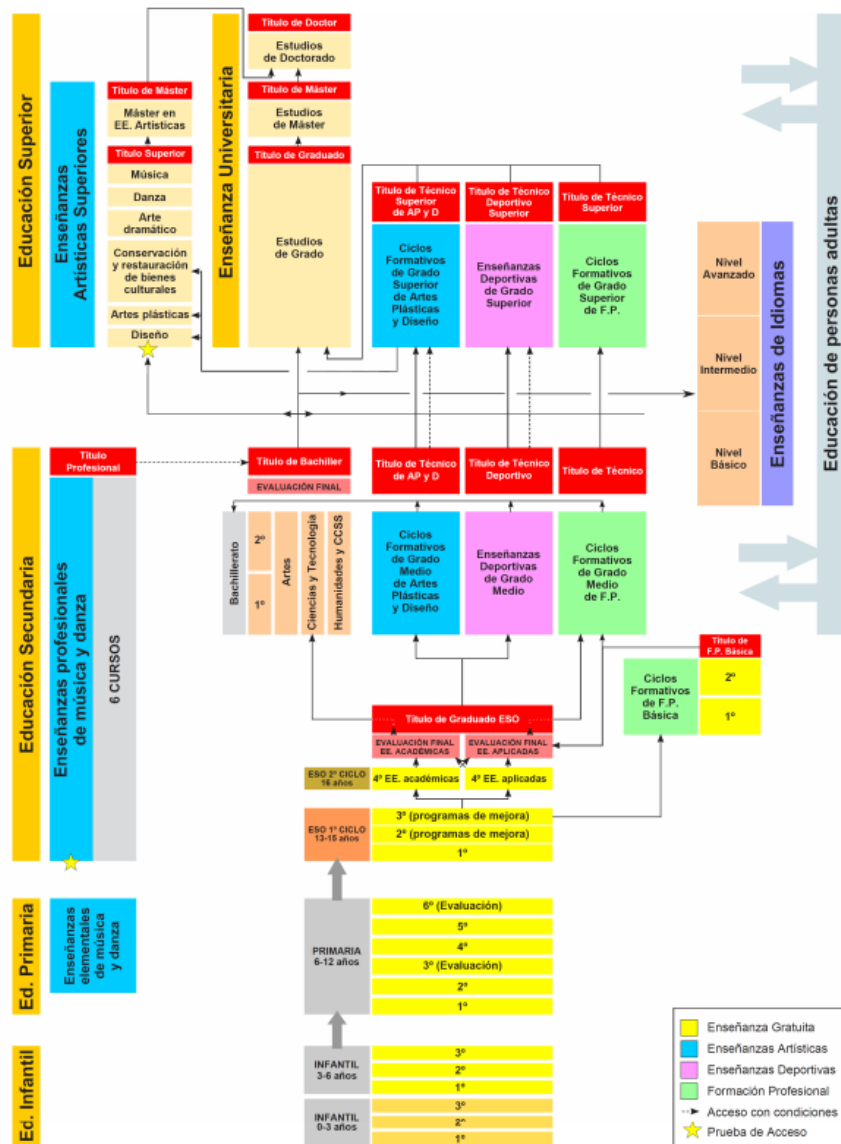 Educación Superior
Enseñanzas
Artísticas Superiores
Título de Máster
Máster en
EE. Artísticas
Título Superior
Música
Danza
Arte
dramático
Conservación
y restauración
de bienes
culturales
Artes plásticas
Diseño
Enseñanza Universitaria
Título de Doctor
Estudios
de Doctorado
Título de Máster
Estudios
de Máster
Título de Graduado
Estudios
de Grado
Título de Técnico
Superior
de AP y D
Ciclos
Formativos
de Grado
Superior
de Artes
Plásticas
y Diseño
Título de Técnico
Deportivo
Superior
Enseñanzas
Deportivas
de Grado
Superior
Título de Técnico
Superior
Ciclos
Formativos
de Grado
Superior
de F.P.
Nivel
Avanzado
Nivel
Intermedio
Nivel
Básico
Enseñanzas de Idiomas
Educación de personas adultas
Educación Secundaria
Título
Profesional
Enseñanzas profesionales
de música y danza
6 CURSOS
Título de Bachiller
EVALUACIÓN FINAL
Bachillerato
2º
1º
Artes
Ciencias y Tecnología
Humanidades y CCSS
Título de Técnico
de AP y D
Ciclos
Formativos
de Grado
Medio
de Artes
Plásticas
y Diseño
Título de Técnico
Deportivo
Enseñanzas
Deportivas
de Grado
Medio
Título de Técnico
Ciclos
Formativos
de Grado
Medio
de F.P.
Título de
F.P. Básica
Ciclos
Formativos
de F.P.
Básica
2º
1º
Título de Graduado ESO
EVALUACIÓN FINAL
EE. ACADÉMICAS
EVALUACIÓN FINAL
EE. APLICADAS
ESO 2º CICLO
16 años
4º EE. académicas
4º EE. aplicadas
ESO 1º CICLO
13-15 años
3º (programas de mejora)
2º (programas de mejora)
1º
Ed. Primaria
Enseñanzas
elementales
de música
y danza
PRIMARIA
6-12 años
6º (Evaluación)
5º
4º
3º (Evaluación)
2º
1º
Ed. Infantil
INFANTIL
3-6 años
3º
2º
1º
INFANTIL
0-3 años
3º
2º
1º
Enseñanza Gratuita
Enseñanzas Artísticas
Enseñanzas Deportivas
Formación Profesional
Acceso con condiciones
Prueba de Acceso